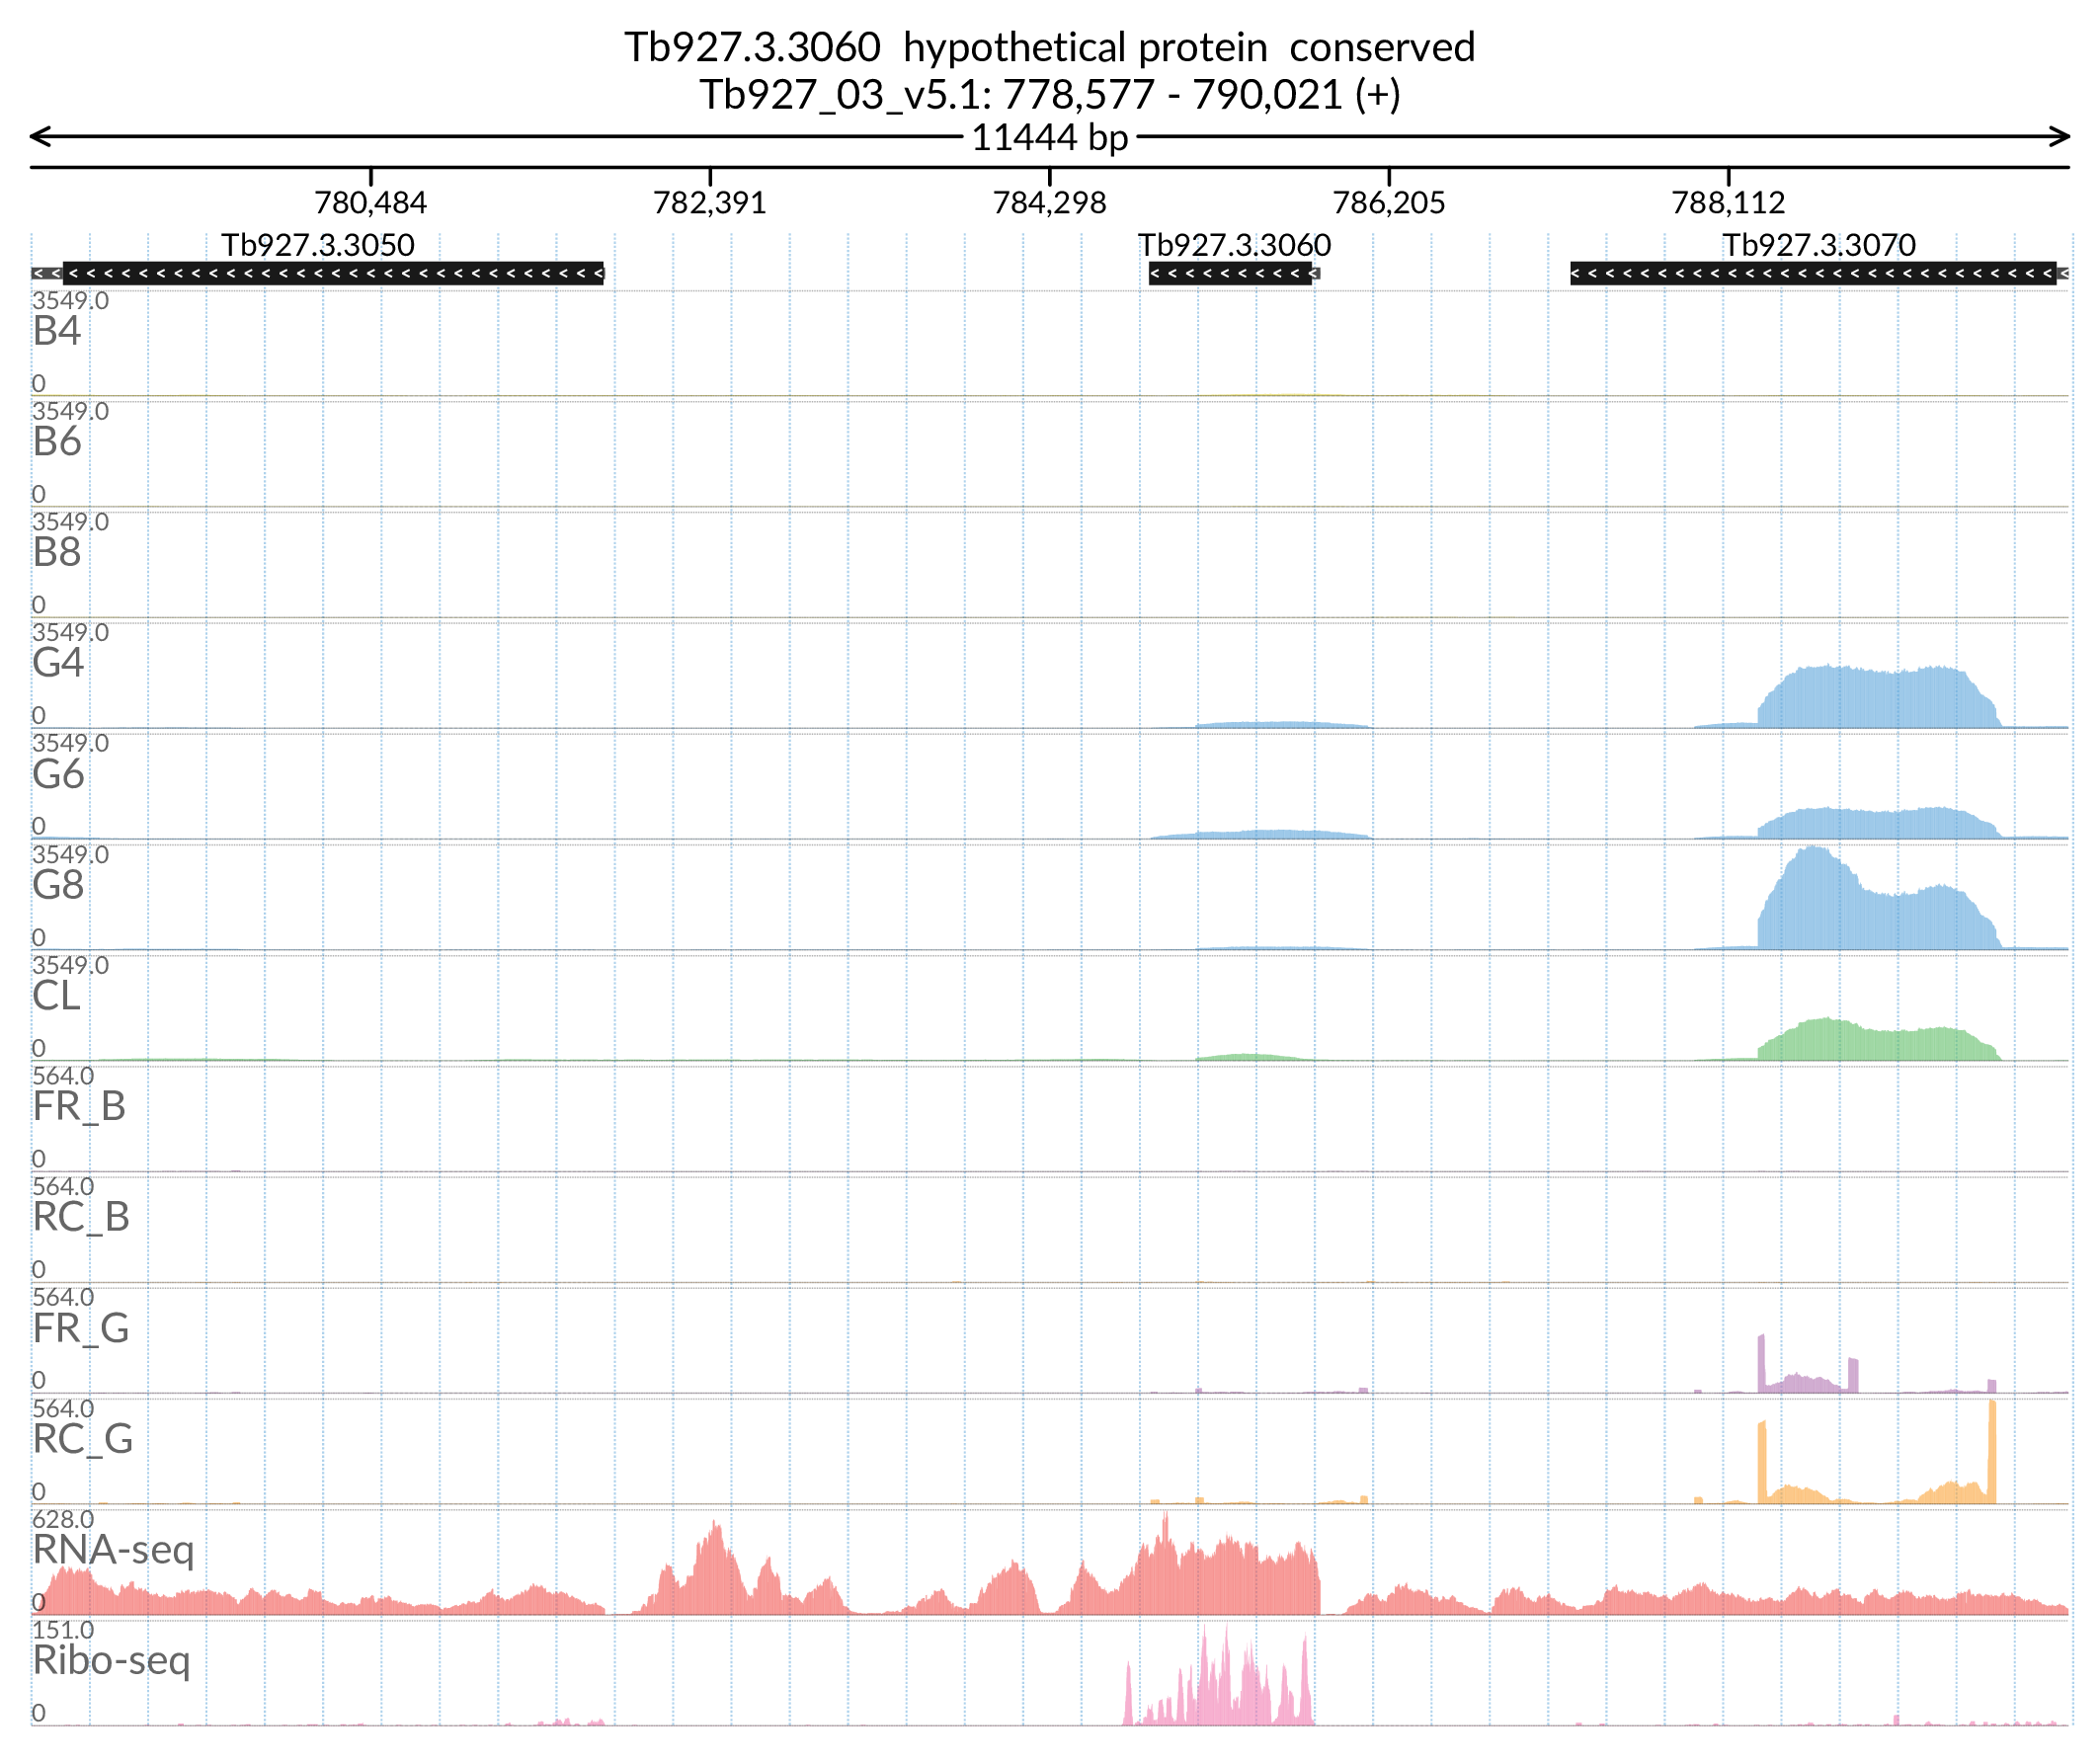 Tb927.3.3060  hypothetical protein  conserved
Tb927_03_v5.1: 778,577 - 790,021 (+)
11444 bp
780,484 782,391 784,298 786,205 788,112
Tb927.3.3050 Tb927.3.3060 Tb927.3.3070
3549.0
B4
0
3549.0
B6
0
3549.0
B8
0
3549.0
G4
0
3549.0
G6
0
3549.0
G8
0
3549.0
CL
0
564.0
FR_B
0
564.0
RC_B
0
564.0
FR_G
0
564.0
RC_G
0
628.0
RNA-seq
0
151.0
Ribo-seq
0